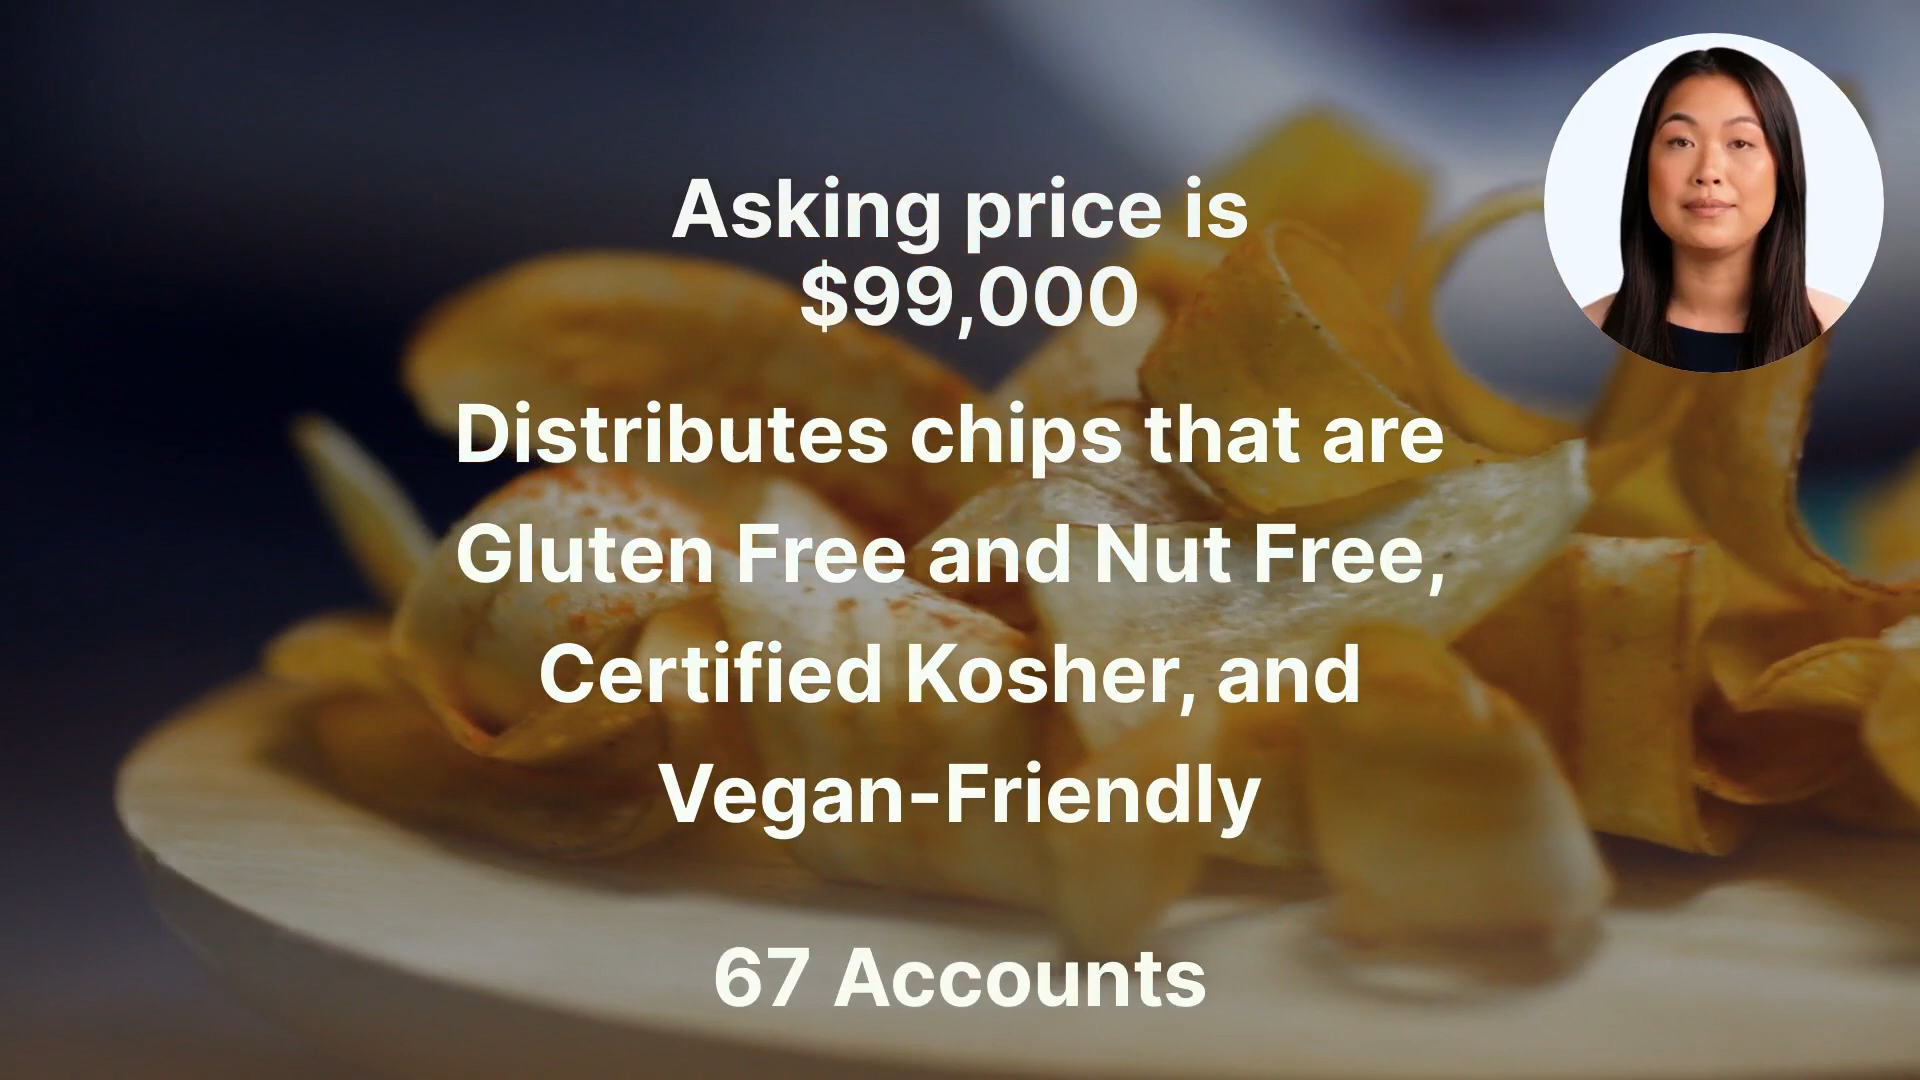 Asking price is
$99,000
Distributes chips that are
Gluten Free and Nut Free,
Certified Kosher, and
Vegan-Friendly
67 Accounts